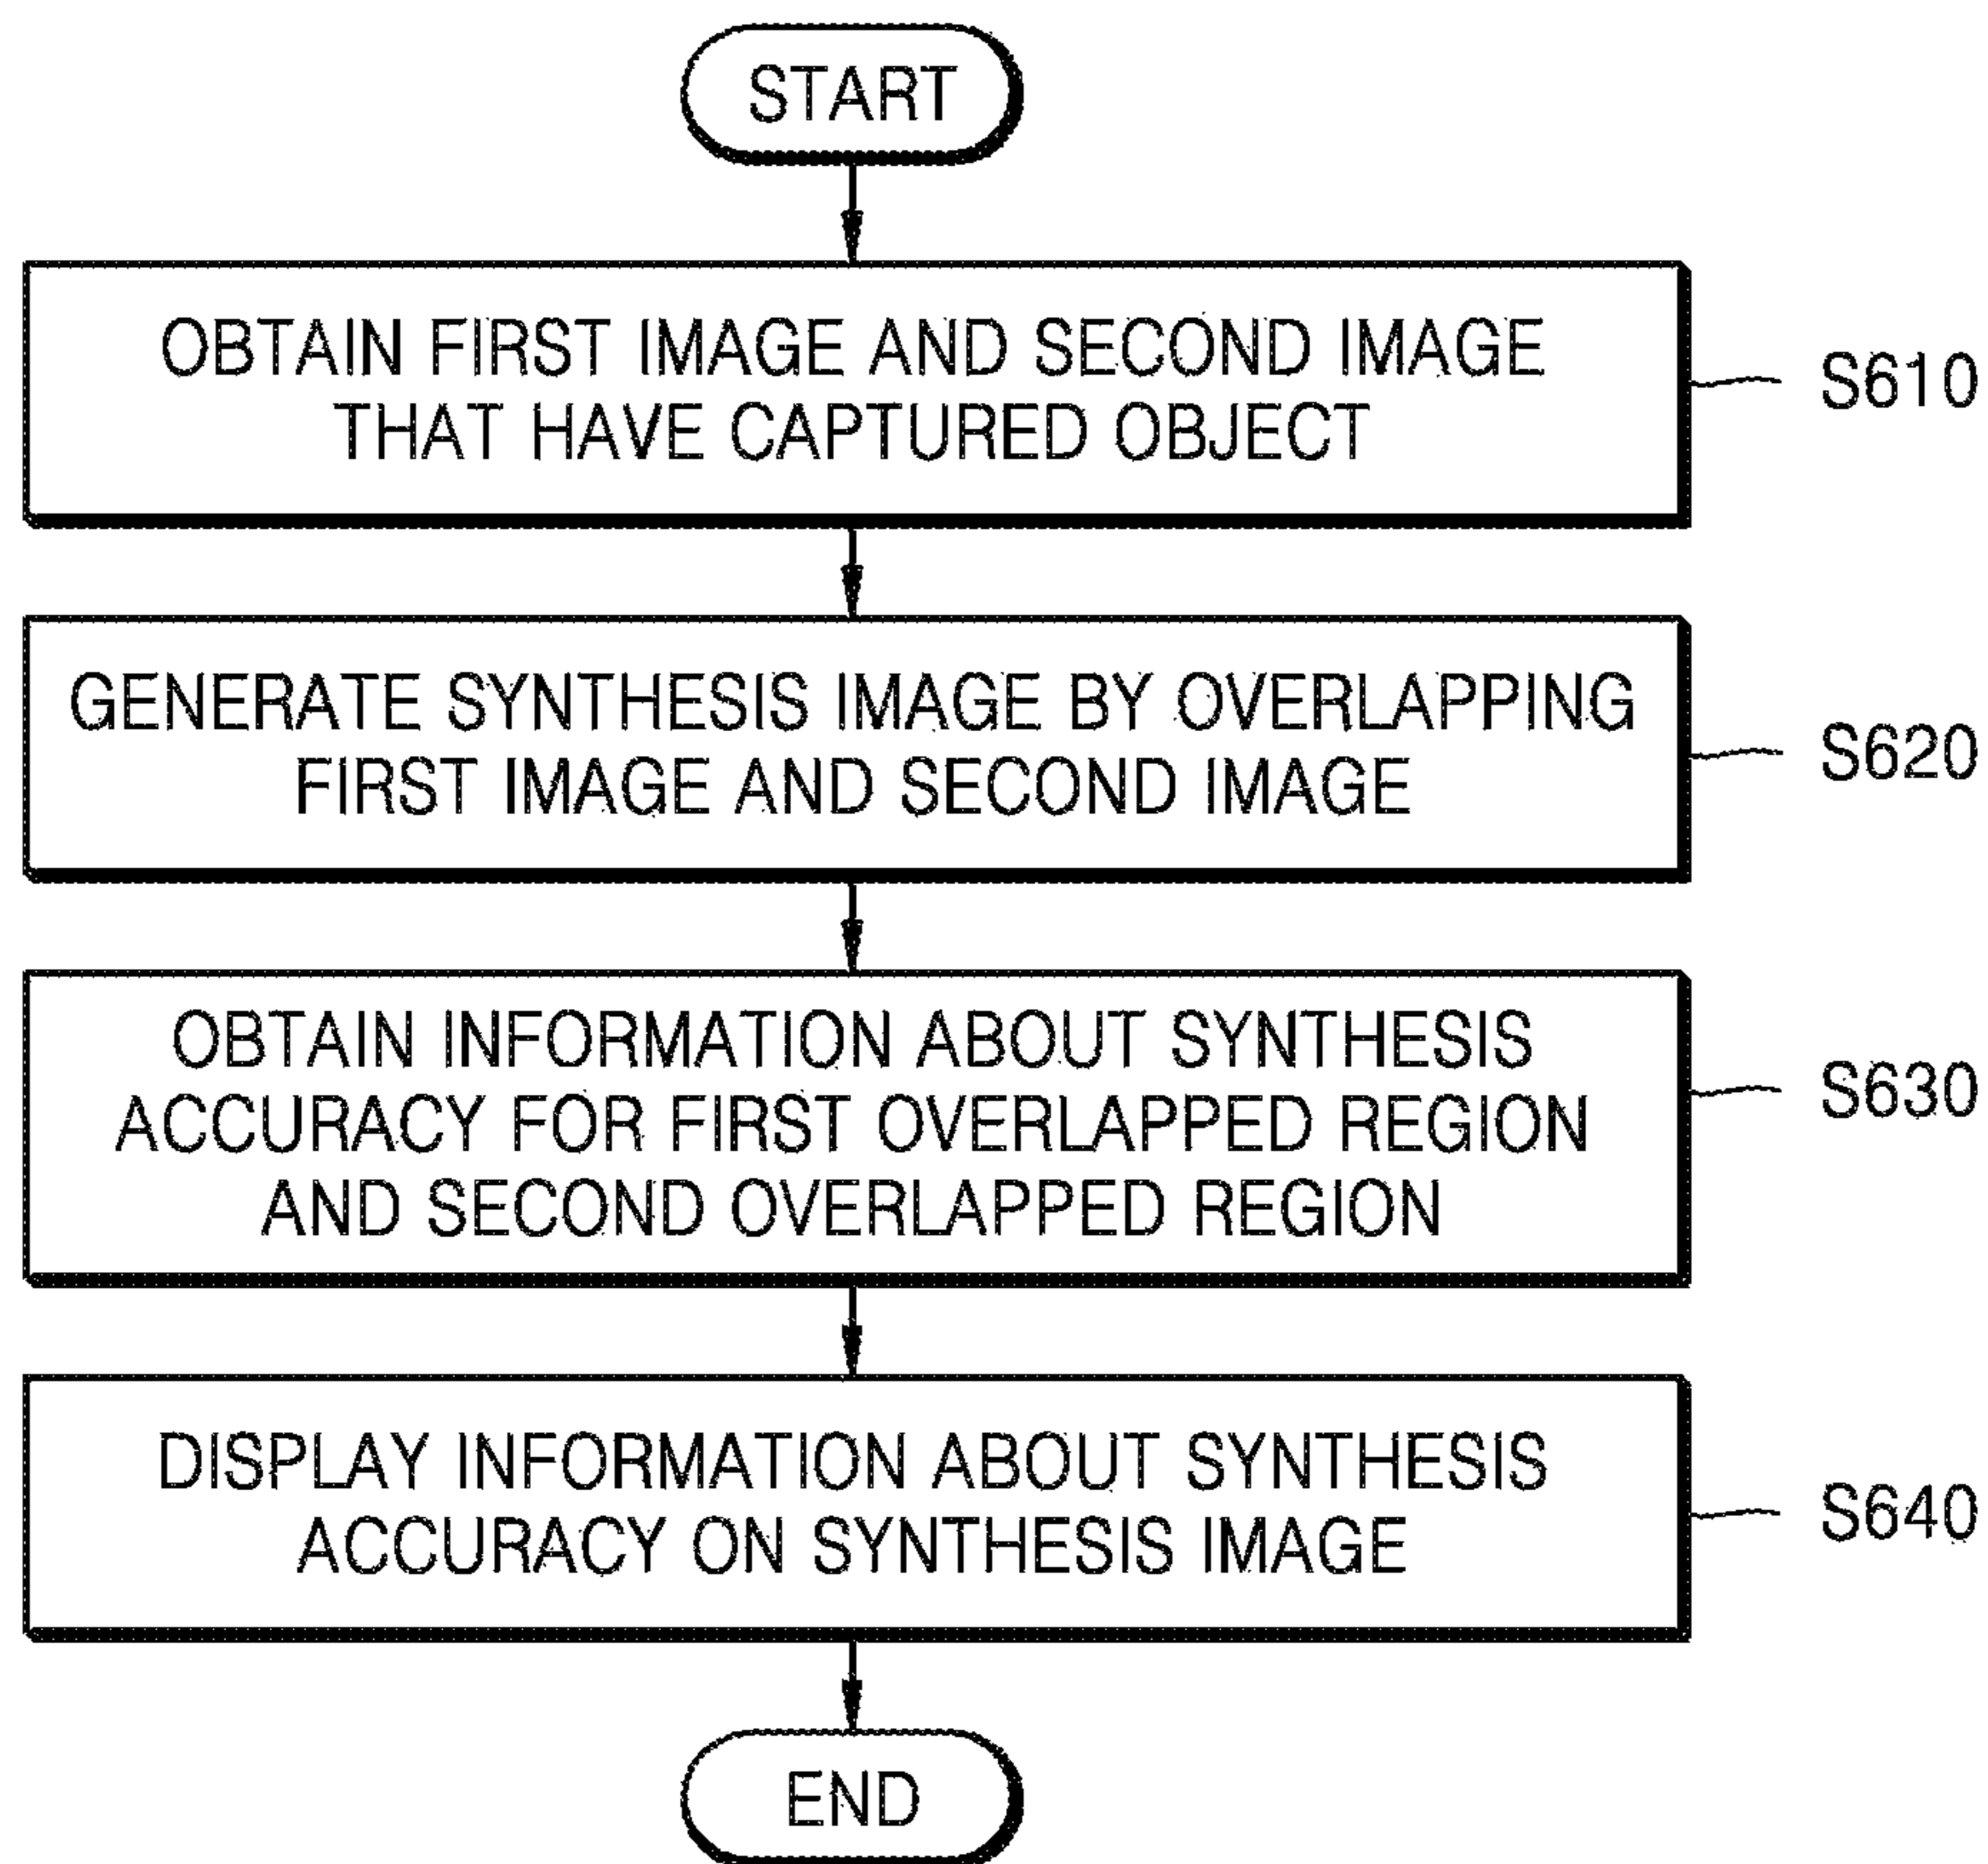 START
OBTAIN FIRST IMAGE AND SECOND IMAGE
THAT HAVE CAPTURED OBJECT
S610
GENERATE SYNTHESIS IMAGE BY OVERLAPPING
FIRST IMAGE AND SECOND IMAGE
S620
OBTAIN INFORMATION ABOUT SYNTHESIS
ACCURACY FOR FIRST OVERLAPPED REGION
AND SECOND OVERLAPPED REGION
S630
DISPLAY INFORMATION ABOUT SYNTHESIS
ACCURACY ON SYNTHESIS IMAGE
S640
END